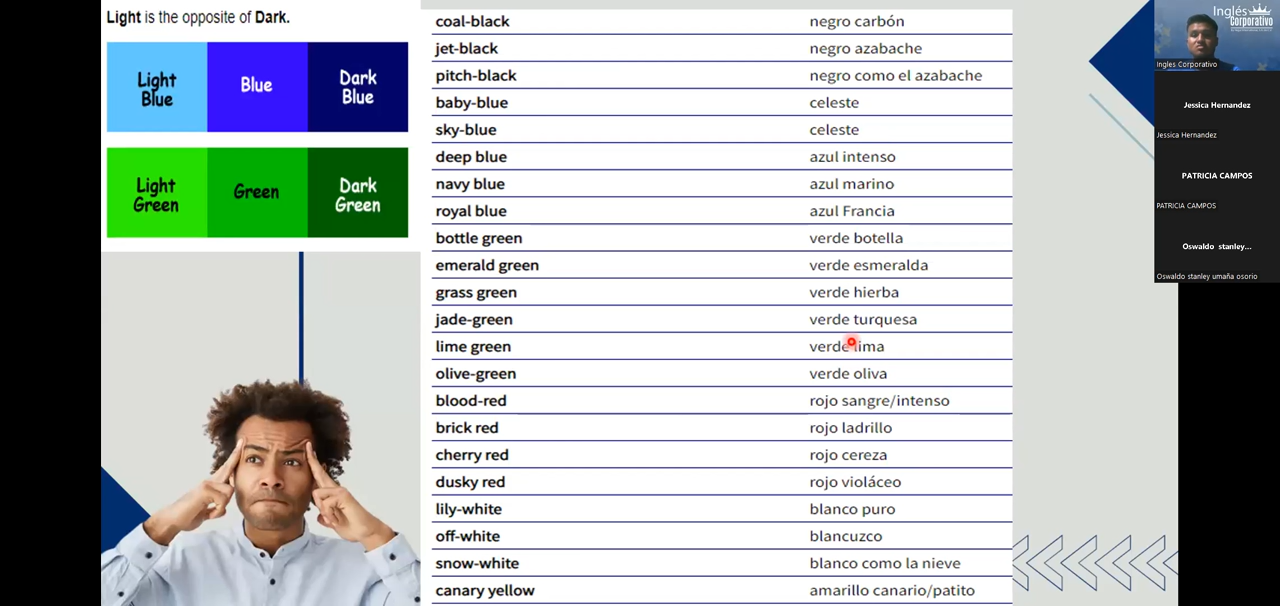 Light is the opposite of Dark.
Light
Blue
Blue
Dark
Blue
Light
Green
Green
Dark
Green
coal-black negro carbón
jet-black negro azabache
pitch-black negro como el azabache
baby-blue celeste
sky-blue celeste
deep blue azul intenso
navy blue azul marino
royal blue azul Francia
bottle green verde botella
emerald green verde esmeralda
grass green verde hierba
jade-green verde turquesa
lime green verde lima
olive-green verde oliva
blood-red rojo sangre/intenso
brick red rojo ladrillo
cherry red rojo cereza
dusky red rojo violáceo
lily-white blanco puro
off-white blancuzco
snow-white blanco como la nieve
canary yellow amarillo canario/patito
Inglés
Corporativo
Ingles Corporativo
Jessica Hernandez
Jessica Hernandez
PATRICIA CAMPOS
PATRICIA CAMPOS
Oswaldo stanley...
Oswaldo stanley umaña osorio